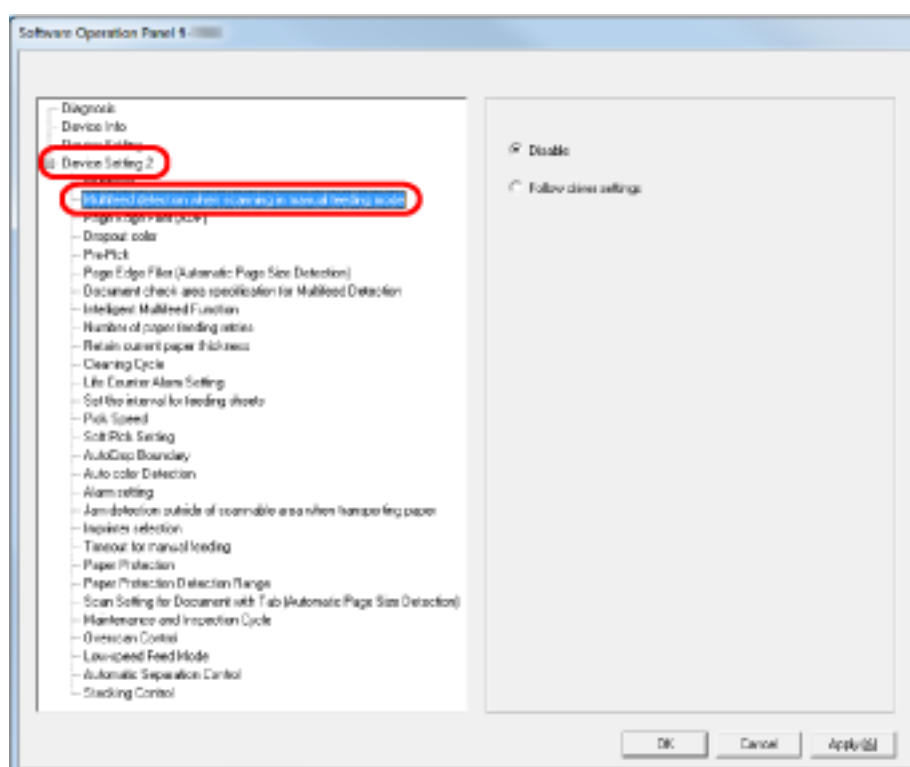 Software Operation Panel
Diagnosis
Device Info
Device Setting 2
Multifeed detection when scanning in manual feeding mode
Dropout color
Pre-Pick
Page Edge Filler (Automatic Page Size Detection)
Document check area specification for Multifeed Detection
Intelligent Multifeed Function
Number of paper feeding retries
Retain current paper thickness
Cleaning Cycle
Life Counter Alarm Setting
Set the interval for feeding sheets
Pick Speed
Soft Pick Setting
AutoCrop Boundary
Auto color Detection
Alarm setting
Jam detection outside of scannable area when transporting paper
Imprinter selection
Timeout for manual feeding
Paper Protection
Paper Protection Detection Range
Scan Setting for Document with Tab (Automatic Page Size Detection)
Maintenance and Inspection Cycle
Overscan Control
Low-speed Feed Mode
Automatic Separation Control
Stacking Control
Disable
Follow driver settings
OK
Cancel
Apply(A)